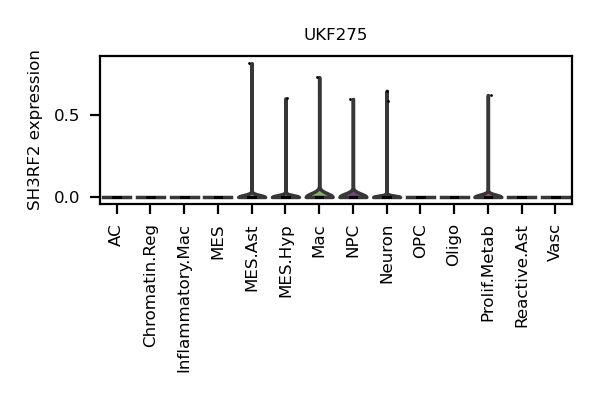 UKF275
SH3RF2 expression
0.5
0.0
AC
Chromatin.Reg
Inflammatory.Mac
MES
MES.Ast
MES.Hyp
Mac
NPC
Neuron
OPC
Oligo
Prolif.Metab
Reactive.Ast
Vasc